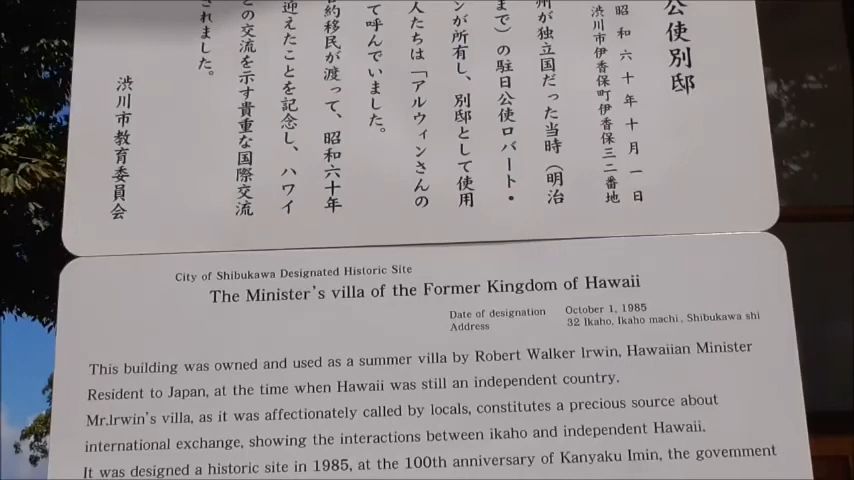 公使別邸
昭和六十年十月一日
渋川市伊香保町伊香保三二番地
州が独立国だった当時（明治
まで）の駐日公使ロバート・
ンが所有し、別邸として使用
人たちは「アルウィンさんの
て呼んでいました。
約移民が渡って、昭和六十年
迎えたことを記念し、ハワイ
の交流を示す貴重な国際交流
されました。
渋川市教育委員会
City of Shibukawa Designated Historic Site
The Minister's villa of the Former Kingdom of Hawaii
Date of designation October 1, 1985
Address 32 Ikaho, Ikaho machi, Shibukawa shi
This building was owned and used as a summer villa by Robert Walker Irwin, Hawaiian Minister
Resident to Japan, at the time when Hawaii was still an independent country.
Mr.Irwin's villa, as it was affectionately called by locals, constitutes a precious source about
international exchange, showing the interactions between ikaho and independent Hawaii.
It was designed a historic site in 1985, at the 100th anniversary of Kanyaku Imin, the government